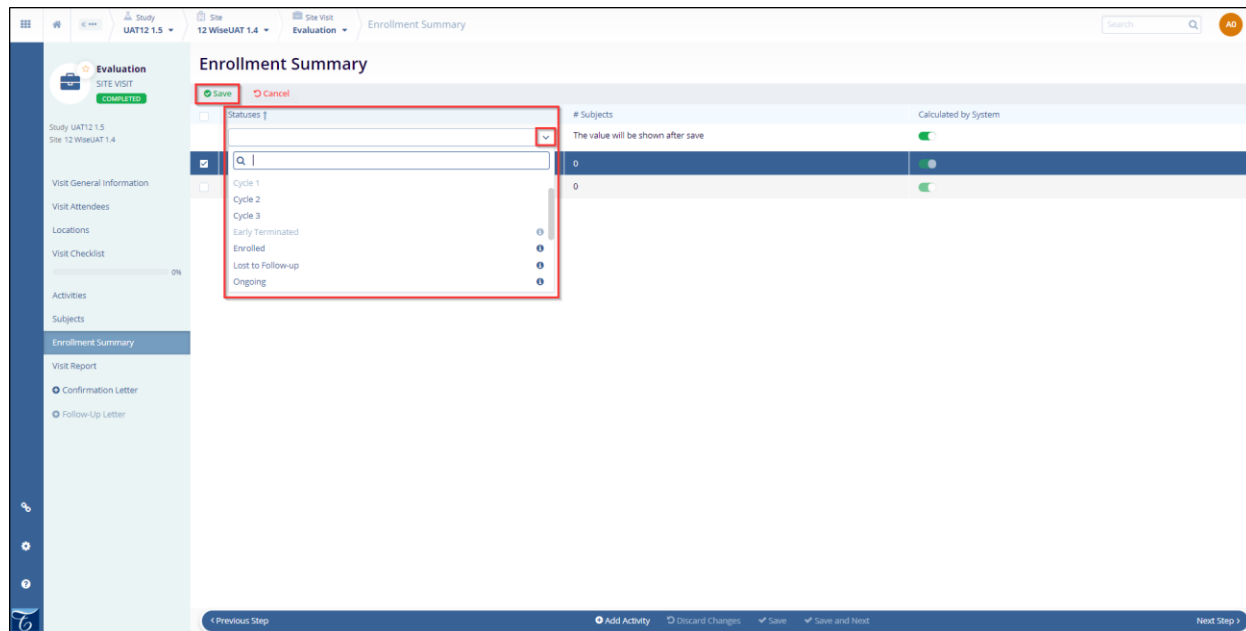 Study
UAT12 1.5
Site
12 WiseUAT 1.4
Site Visit
Evaluation
Enrollment Summary
Search
AO
Evaluation
SITE VISIT
COMPLETED
Study UAT12 1.5
Site 12 WiseUAT 1.4
Visit General Information
Visit Attendees
Locations
Visit Checklist
0%
Activities
Subjects
Enrollment Summary
Visit Report
Confirmation Letter
Follow-Up Letter
Enrollment Summary
Save Cancel
Statuses ↑ # Subjects Calculated by System
The value will be shown after save
0
0
Cycle 1
Cycle 2
Cycle 3
Early Terminated
Enrolled
Lost to Follow-up
Ongoing
< Previous Step Add Activity Discard Changes Save Save and Next Next Step >